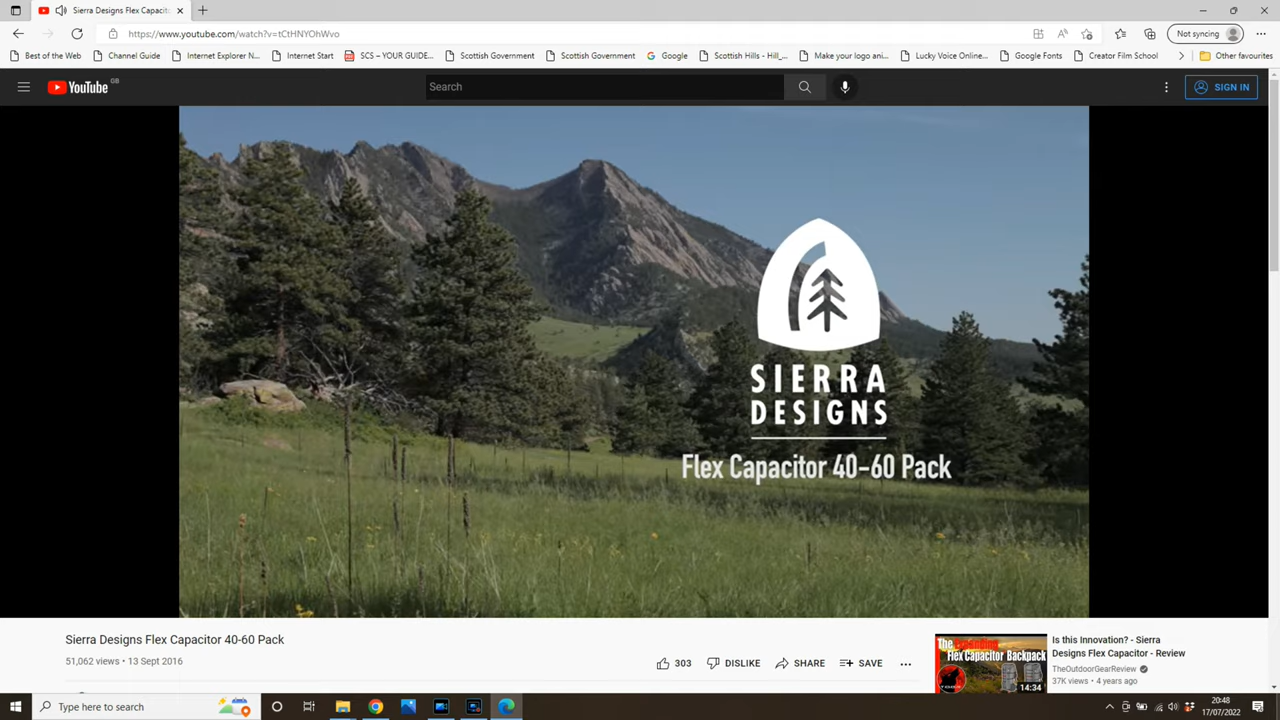 Sierra Designs Flex Capacit
https://www.youtube.com/watch?v=tCtHNYOhWvo
Not syncing
Best of the Web
Channel Guide
Internet Explorer N...
Internet Start
SCS – YOUR GUIDE...
Scottish Government
Scottish Government
Google
Scottish Hills - Hill,...
Make your logo ani...
Lucky Voice Online...
Google Fonts
Creator Film School
Other favourites
YouTube GB
Search
SIGN IN
SIERRA
DESIGNS
Flex Capacitor 40-60 Pack
Sierra Designs Flex Capacitor 40-60 Pack
51,062 views • 13 Sept 2016
303
DISLIKE
SHARE
SAVE
The Expanding
Flex Capacitor Backpack
14:34
Is this Innovation? - Sierra
Designs Flex Capacitor - Review
TheOutdoorGearReview
37K views • 4 years ago
Type here to search
20:48
17/07/2022